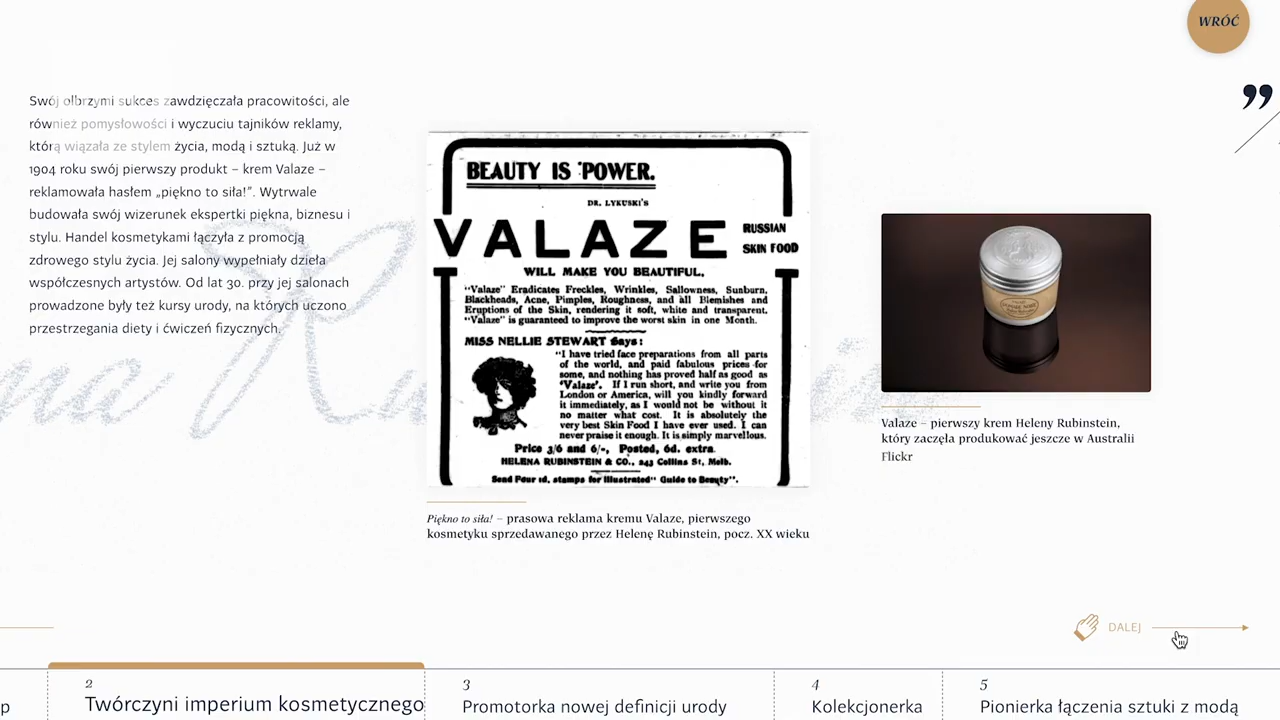 WRÓĆ
”
Swój olbrzymi sukces zawdzięczała pracowitości, ale
również pomysłowości i wyczuciu tajników reklamy,
którą wiązała ze stylem życia, modą i sztuką. Już w
1904 roku swój pierwszy produkt – krem Valaze –
reklamowała hasłem „piękno to siła!”. Wytrwale
budowała swój wizerunek ekspertki piękna, biznesu i
stylu. Handel kosmetykami łączyła z promocją
zdrowego stylu życia. Jej salony wypełniały dzieła
współczesnych artystów. Od lat 30. przy jej salonach
prowadzone były też kursy urody, na których uczono
przestrzegania diety i ćwiczeń fizycznych.
BEAUTY IS POWER.
DR. LYKUSKI'S
VALAZE RUSSIAN SKIN FOOD
WILL MAKE YOU BEAUTIFUL.
"Valaze" Eradicates Freckles, Wrinkles, Sallowness, Sunburn,
Blackheads, Acne, Pimples, Roughness, and all Blemishes and
Eruptions of the Skin, rendering it soft, white and transparent.
"Valaze" is guaranteed to improve the worst skin in one Month.
MISS NELLIE STEWART Says:
"I have tried face preparations from all parts
of the world, and paid fabulous prices for
some, and nothing has proved half as good as
'Valaze'. If I run short, and write you from
London or America, will you kindly forward
it immediately, as I would not be without it
no matter what cost. It is absolutely the
very best Skin Food I have ever used. I can
never praise it enough. It is simply marvellous.
Price 3/6 and 6/-, Posted, 6d. extra.
HELENA RUBINSTEIN & CO., 243 Collins St, Melb.
Send Four 1d. stamps for Illustrated" Guide to Beauty".
Piękno to siła! – prasowa reklama kremu Valaze, pierwszego
kosmetyku sprzedawanego przez Helenę Rubinstein, pocz. XX wieku
Valaze – pierwszy krem Heleny Rubinstein,
który zaczęła produkować jeszcze w Australii
Flickr
DALEJ
p
2
Twórczyni imperium kosmetycznego
3
Promotorka nowej definicji urody
4
Kolekcjonerka
5
Pionierka łączenia sztuki z modą